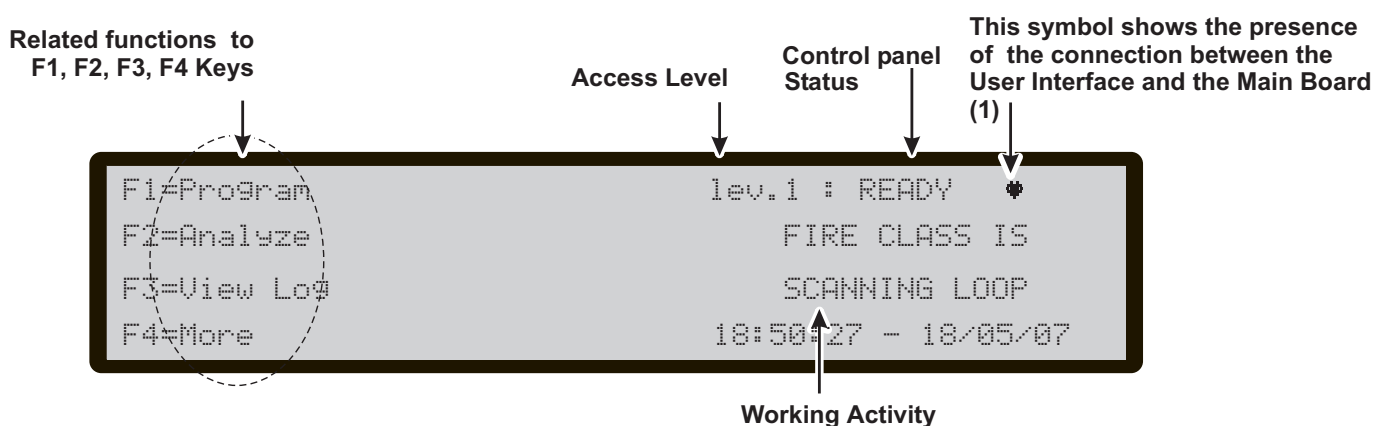 Related functions to
F1, F2, F3, F4 Keys
Access Level
Control panel
Status
This symbol shows the presence
of the connection between the
User Interface and the Main Board
(1)
F1=Program
lev.1 : READY
F2=Analyze
FIRE CLASS IS
F3=View Log
SCANNING LOOP
F4=More
18:50:27 - 18/05/07
Working Activity